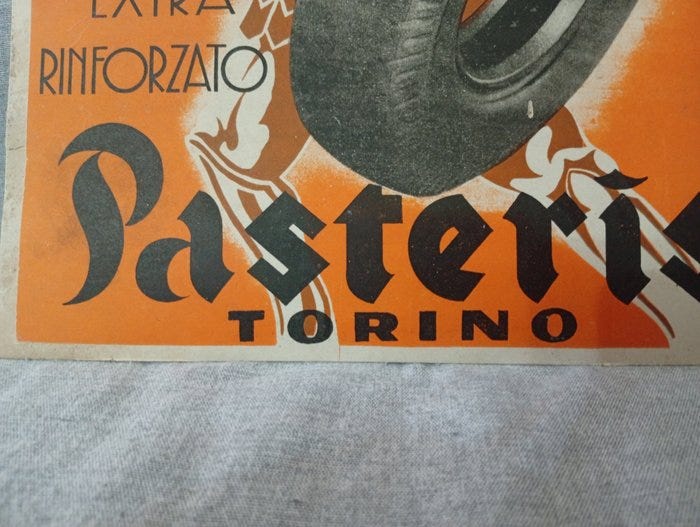 EXTRA
RINFORZATO
Pasteris
TORINO